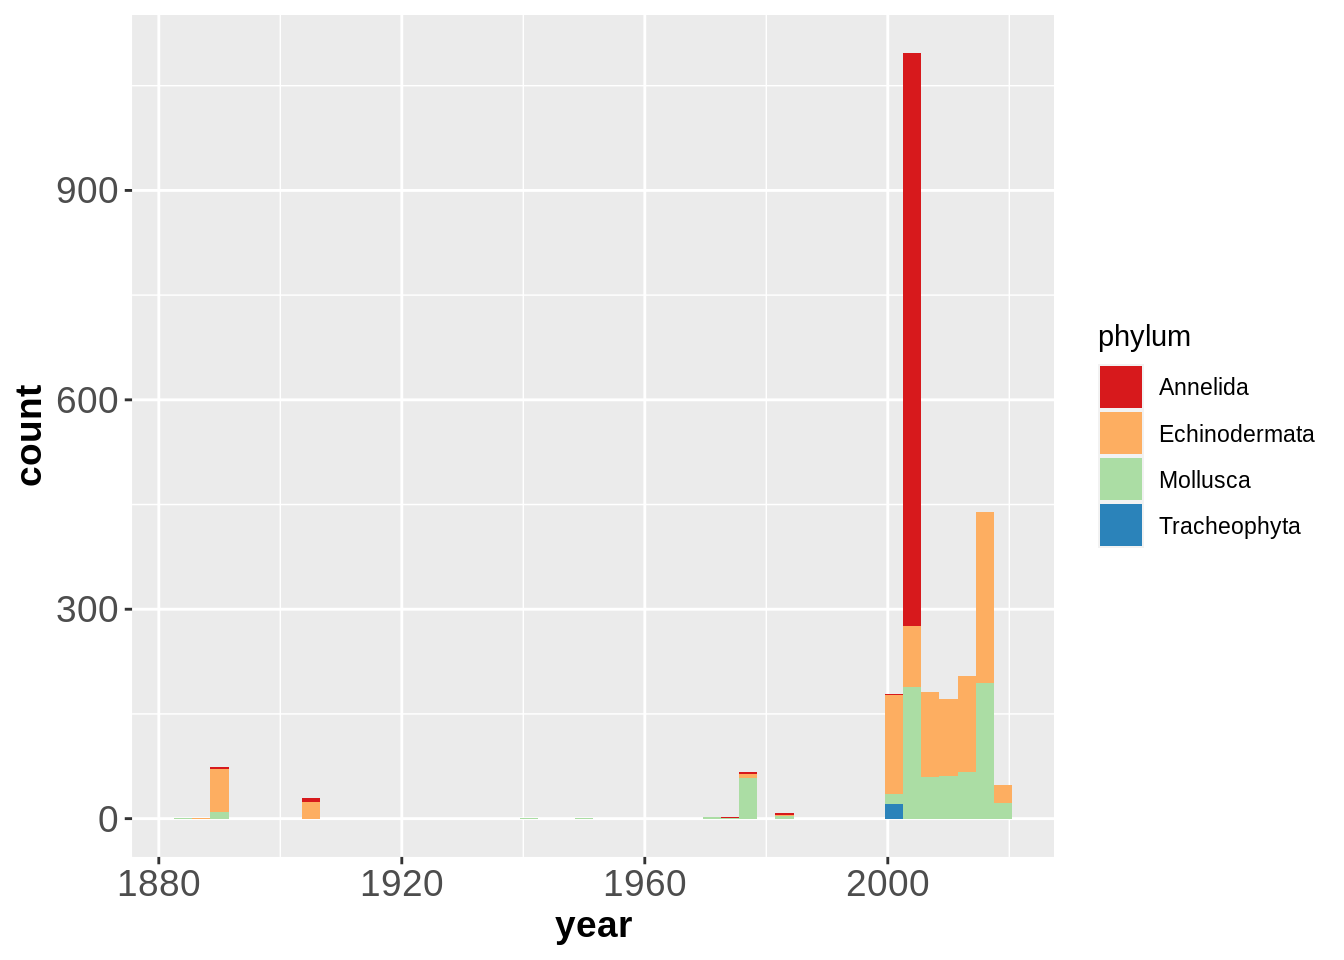 900
600
300
0
count
1880 1920 1960 2000
year
phylum
Annelida
Echinodermata
Mollusca
Tracheophyta